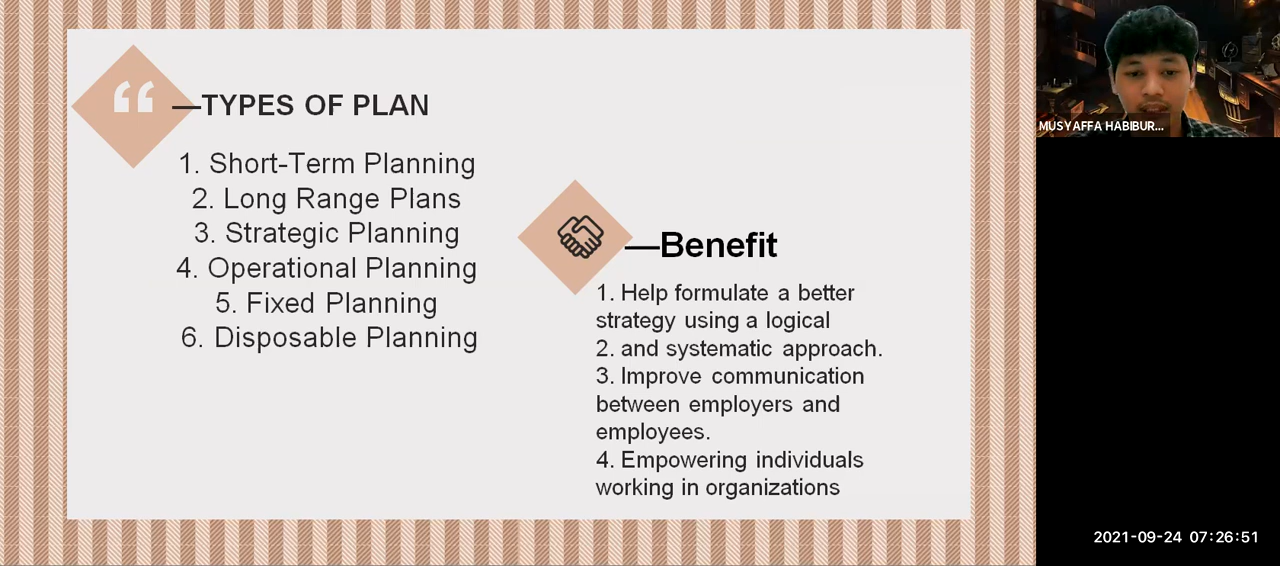 —TYPES OF PLAN
1. Short-Term Planning
2. Long Range Plans
3. Strategic Planning
4. Operational Planning
5. Fixed Planning
6. Disposable Planning
—Benefit
1. Help formulate a better
strategy using a logical
2. and systematic approach.
3. Improve communication
between employers and
employees.
4. Empowering individuals
working in organizations
MUSYAFFA HABIBUR...
2021-09-24 07:26:51